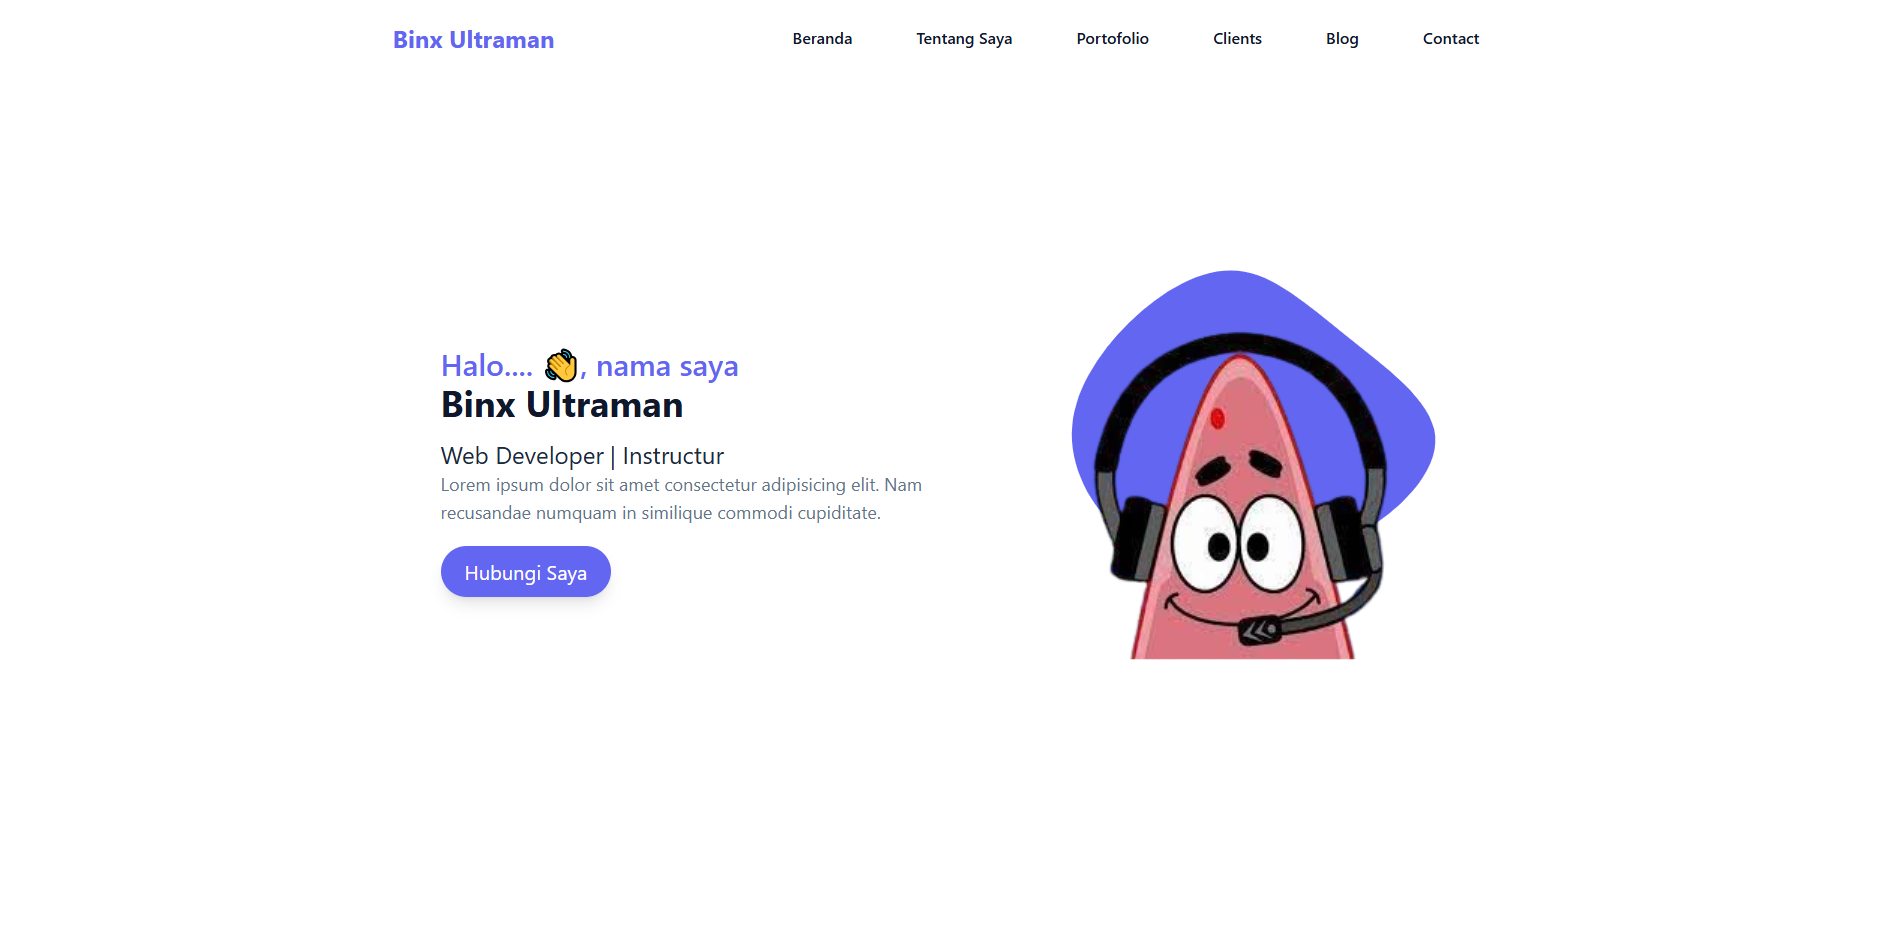 Binx Ultraman
Beranda
Tentang Saya
Portofolio
Clients
Blog
Contact
Halo.... 👋, nama saya
Binx Ultraman
Web Developer | Instructur
Lorem ipsum dolor sit amet consectetur adipisicing elit. Nam
recusandae numquam in similique commodi cupiditate.
Hubungi Saya